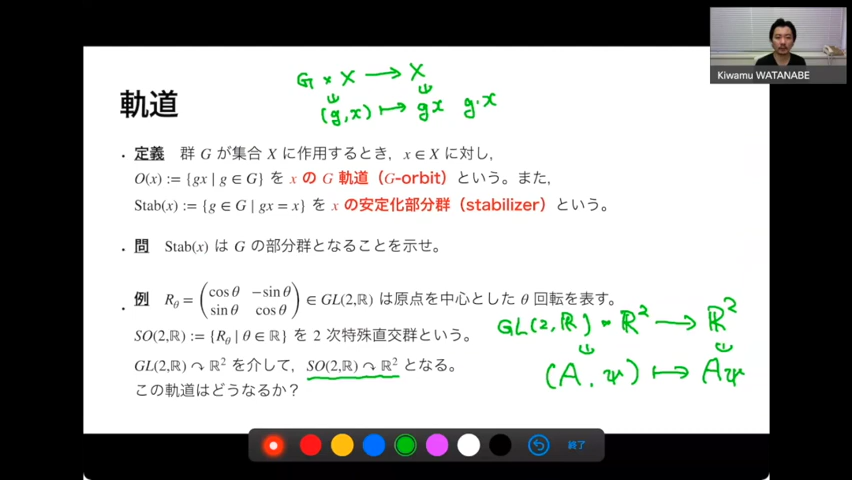 Kiwamu WATANABE
G × X ⟶ X
(g, x) ⟼ gx g·x
軌道
・定義 群 G が集合 X に作用するとき，x ∈ X に対し，
O(x) := {gx | g ∈ G} を x の G 軌道（G-orbit）という。また，
Stab(x) := {g ∈ G | gx = x} を x の安定化部分群（stabilizer）という。
・問 Stab(x) は G の部分群となることを示せ。
・例 R_θ = (cos θ −sin θ / sin θ cos θ) ∈ GL(2,ℝ) は原点を中心とした θ 回転を表す。
SO(2,ℝ) := {R_θ | θ ∈ ℝ} を 2 次特殊直交群という。
GL(2,ℝ) ↷ ℝ² を介して，SO(2,ℝ) ↷ ℝ² となる。
この軌道はどうなるか？
GL(2, ℝ) × ℝ² ⟶ ℝ²
(A, 𝕧) ⟼ A𝕧
終了